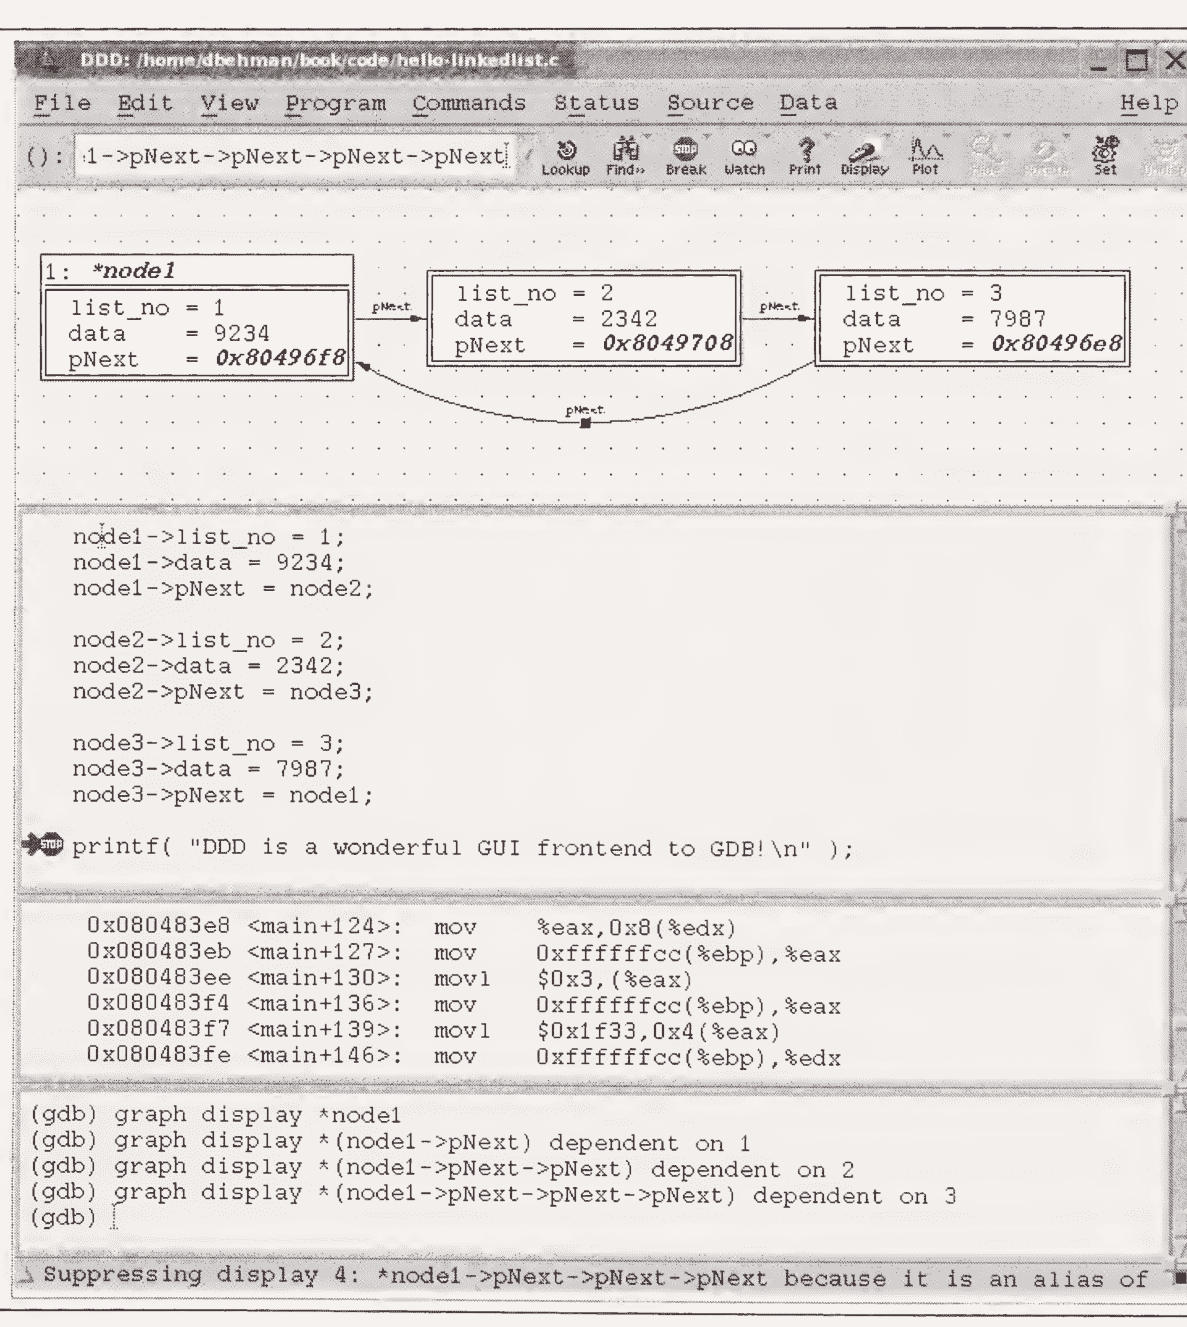 DDD: /home/dbehman/book/code/hello-linkedlist.c
File Edit View Program Commands Status Source Data Help
(): 1->pNext->pNext->pNext->pNext
Lookup Find» Break Watch Print Display Plot Set
1: *node1
list_no = 1
data = 9234
pNext = 0x80496f8
pNext
list_no = 2
data = 2342
pNext = 0x8049708
pNext
list_no = 3
data = 7987
pNext = 0x80496e8
pNext
node1->list_no = 1;
node1->data = 9234;
node1->pNext = node2;
node2->list_no = 2;
node2->data = 2342;
node2->pNext = node3;
node3->list_no = 3;
node3->data = 7987;
node3->pNext = node1;
STOP printf( "DDD is a wonderful GUI frontend to GDB!\n" );
0x080483e8 <main+124>: mov %eax,0x8(%edx)
0x080483eb <main+127>: mov 0xffffffcc(%ebp),%eax
0x080483ee <main+130>: movl $0x3,(%eax)
0x080483f4 <main+136>: mov 0xffffffcc(%ebp),%eax
0x080483f7 <main+139>: movl $0x1f33,0x4(%eax)
0x080483fe <main+146>: mov 0xffffffcc(%ebp),%edx
(gdb) graph display *node1
(gdb) graph display *(node1->pNext) dependent on 1
(gdb) graph display *(node1->pNext->pNext) dependent on 2
(gdb) graph display *(node1->pNext->pNext->pNext) dependent on 3
(gdb)
Suppressing display 4: *node1->pNext->pNext->pNext because it is an alias of